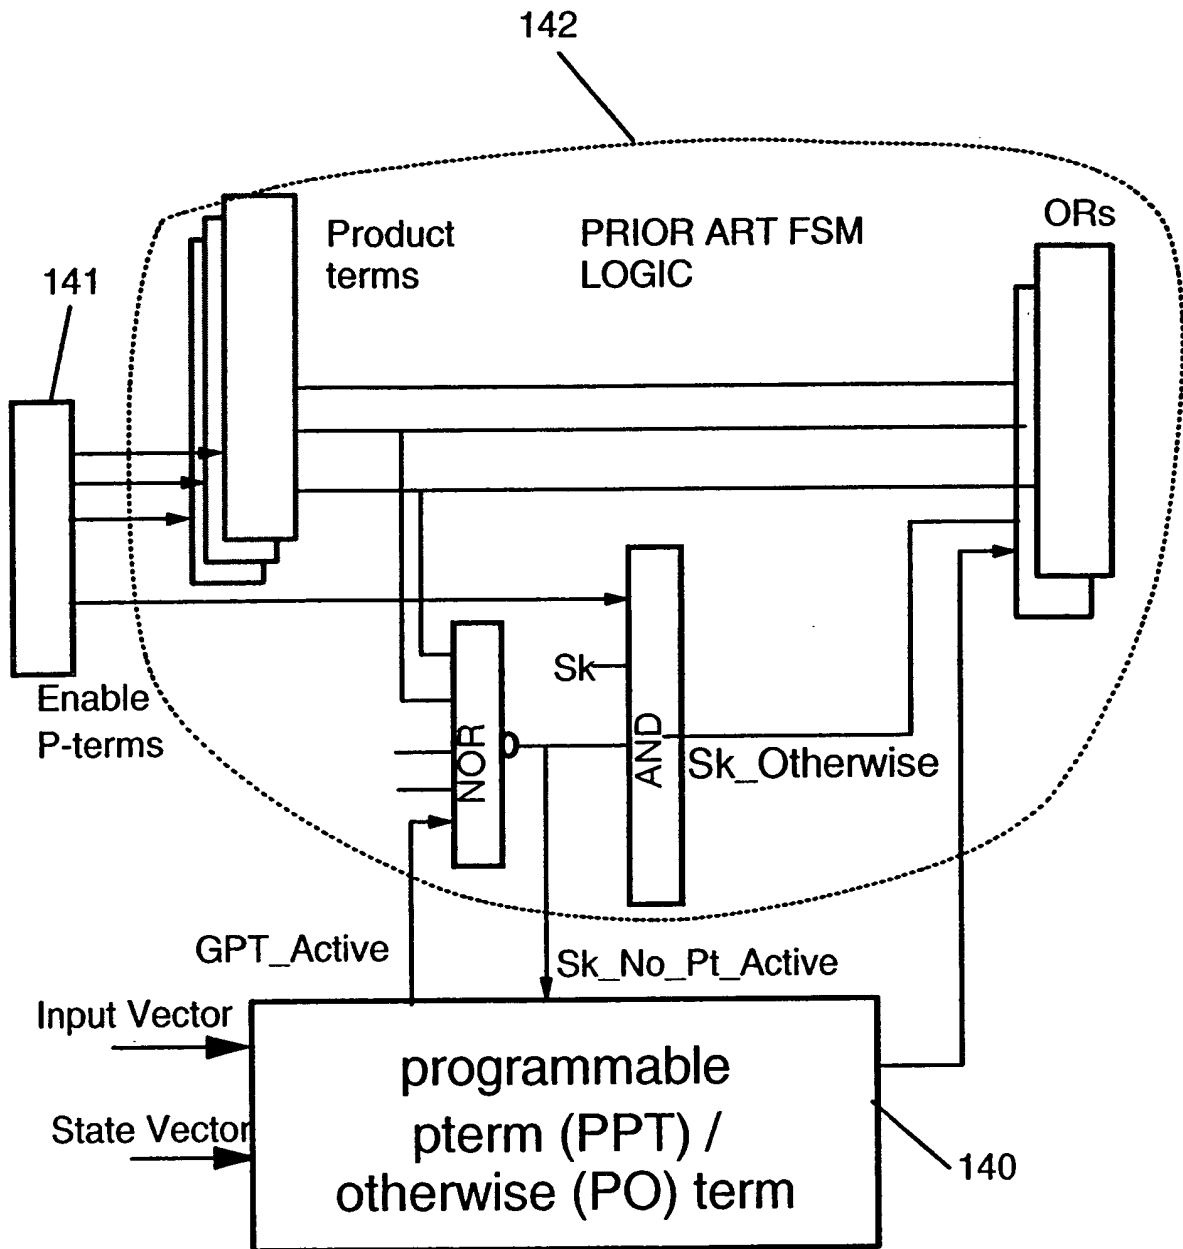 142
ORs
Product
terms
PRIOR ART FSM
LOGIC
141
Enable
P-terms
Sk
NOR
AND
Sk_Otherwise
GPT_Active
Sk_No_Pt_Active
Input Vector
State Vector
programmable
pterm (PPT) /
otherwise (PO) term
140